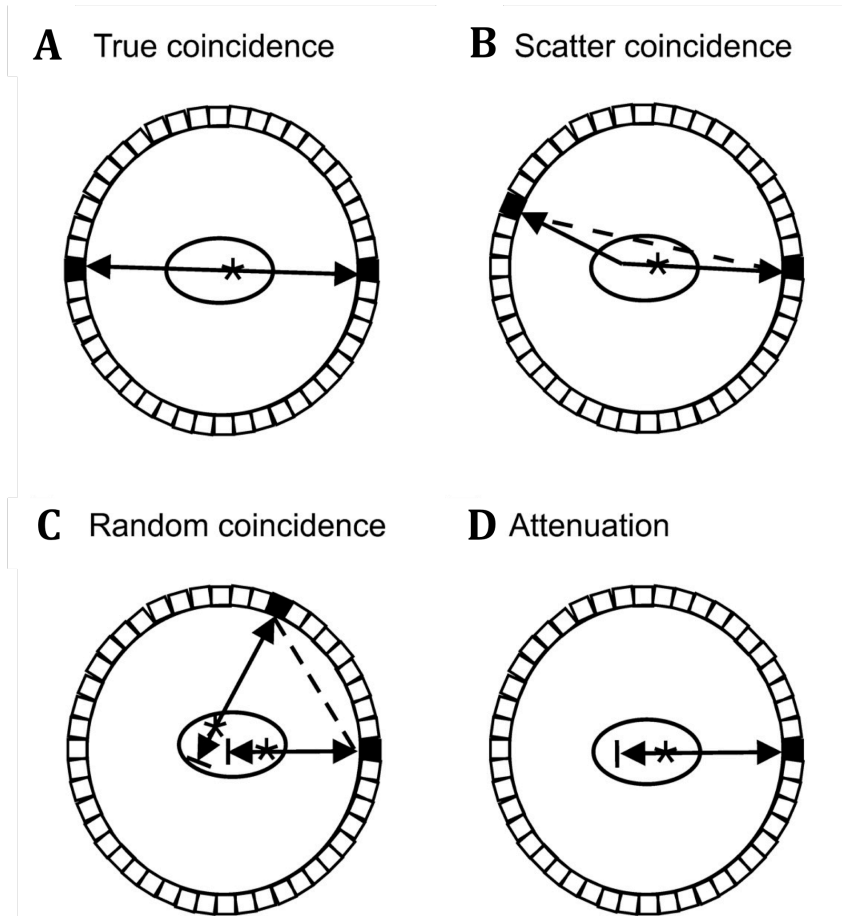 A True coincidence
B Scatter coincidence
C Random coincidence
D Attenuation